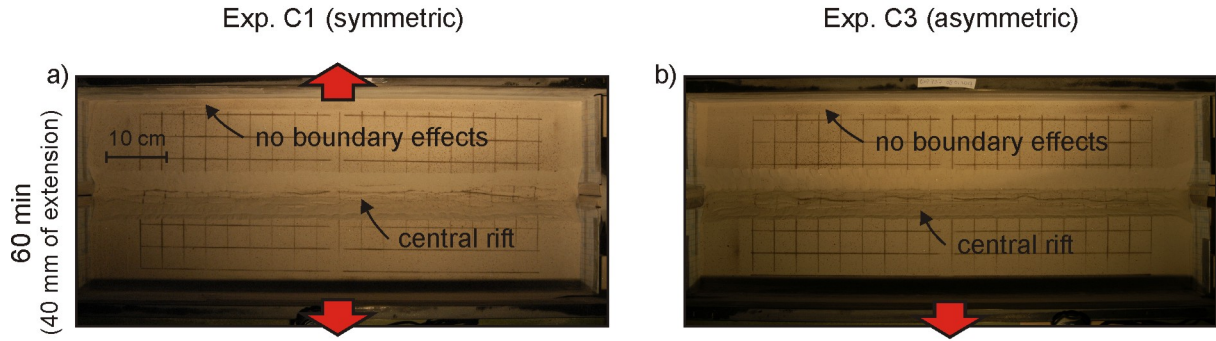 Exp. C1 (symmetric)
Exp. C3 (asymmetric)
a)
b)
60 min
(40 mm of extension)
10 cm
no boundary effects
central rift
no boundary effects
central rift